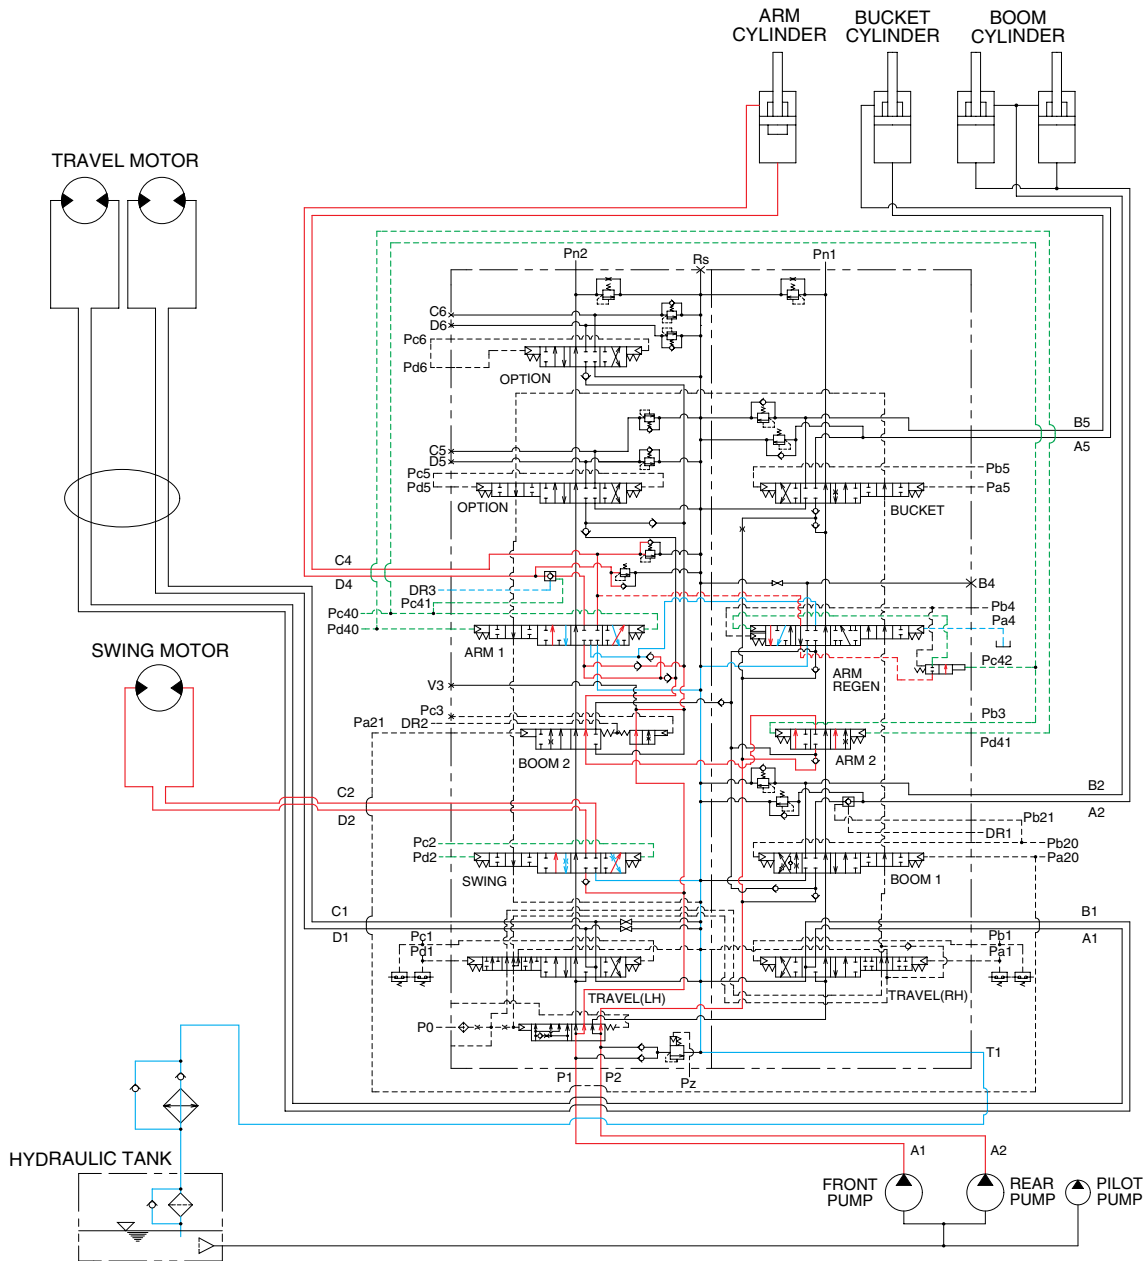 ARM
CYLINDER
BUCKET
CYLINDER
BOOM
CYLINDER
TRAVEL MOTOR
Pn2
Rs
Pn1
C6
D6
Pc6
Pd6
OPTION
B5
A5
C5
D5
Pc5
Pd5
Pb5
Pa5
OPTION
BUCKET
C4
D4
DR3
Pc41
Pc40
Pd40
B4
Pb4
Pa4
ARM 1
ARM
REGEN
Pc42
SWING MOTOR
V3
Pc3
Pa21
DR2
Pb3
Pd41
BOOM 2
ARM 2
C2
D2
B2
A2
Pb21
DR1
Pc2
Pd2
Pb20
Pa20
SWING
BOOM 1
C1
D1
B1
A1
Pc1
Pd1
Pb1
Pa1
TRAVEL(LH)
TRAVEL(RH)
P0
T1
P1
P2
Pz
HYDRAULIC TANK
A1
A2
FRONT
PUMP
REAR
PUMP
PILOT
PUMP